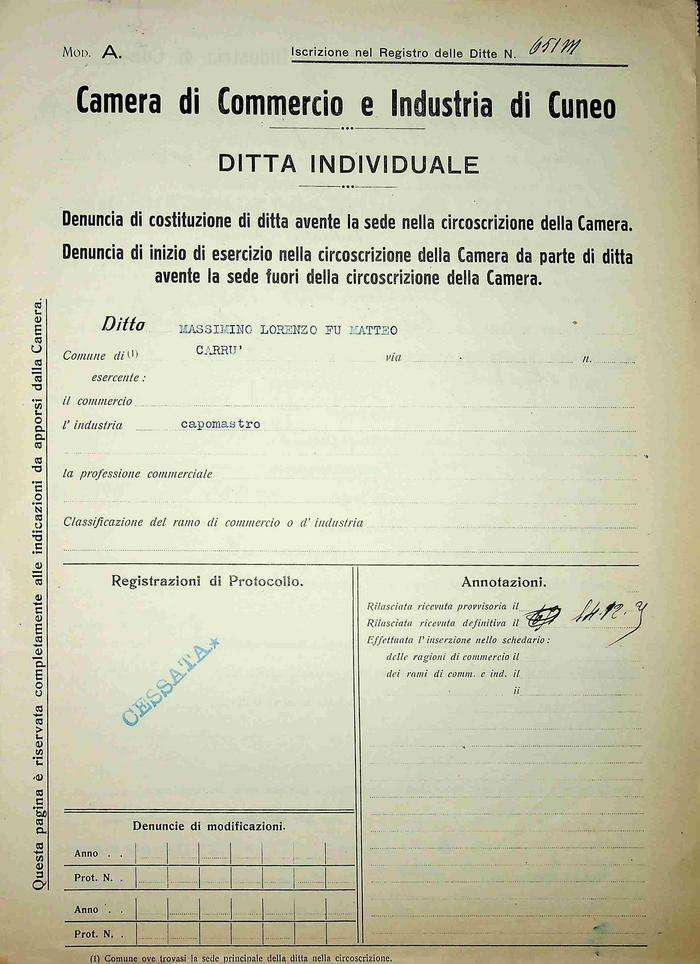 Mod. A.
Iscrizione nel Registro delle Ditte N. 651M
Camera di Commercio e Industria di Cuneo
DITTA INDIVIDUALE
Denuncia di costituzione di ditta avente la sede nella circoscrizione della Camera.
Denuncia di inizio di esercizio nella circoscrizione della Camera da parte di ditta
avente la sede fuori della circoscrizione della Camera.
Ditta MASSIMINO LORENZO FU MATTEO
Comune di (1) CARRU' via n.
esercente :
il commercio
l' industria capomastro
la professione commerciale
Classificazione del ramo di commercio o d' industria
Questa pagina è riservata completamente alle indicazioni da apporsi dalla Camera.
Registrazioni di Protocollo.
CESSATA*
Denuncie di modificazioni.
Anno . .
Prot. N. .
Anno . .
Prot. N. .
Annotazioni.
Rilasciata ricevuta provvisoria il
Rilasciata ricevuta definitiva il
Effettuata l' inserzione nello schedario :
delle ragioni di commercio il
dei rami di comm. e ind. il
ii
(1) Comune ove trovasi la sede principale della ditta nella circoscrizione.